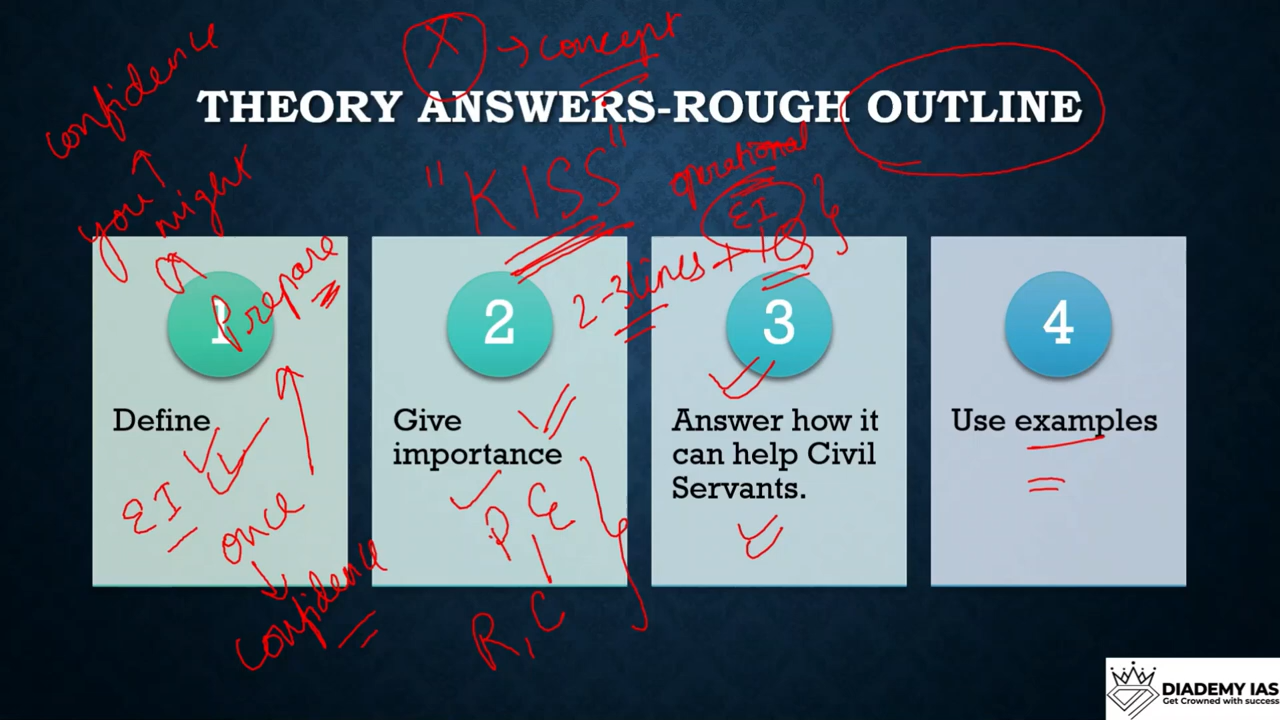 X → concept
confidence
THEORY ANSWERS-ROUGH OUTLINE
"KISS"
operational
EI
you might
2-3 lines +
Prepare
1
2
3
4
Define
Give
importance
Answer how it
can help Civil
Servants.
Use examples
EI
once
confidence
P
R, C
DIADEMY IAS
Get Crowned with success